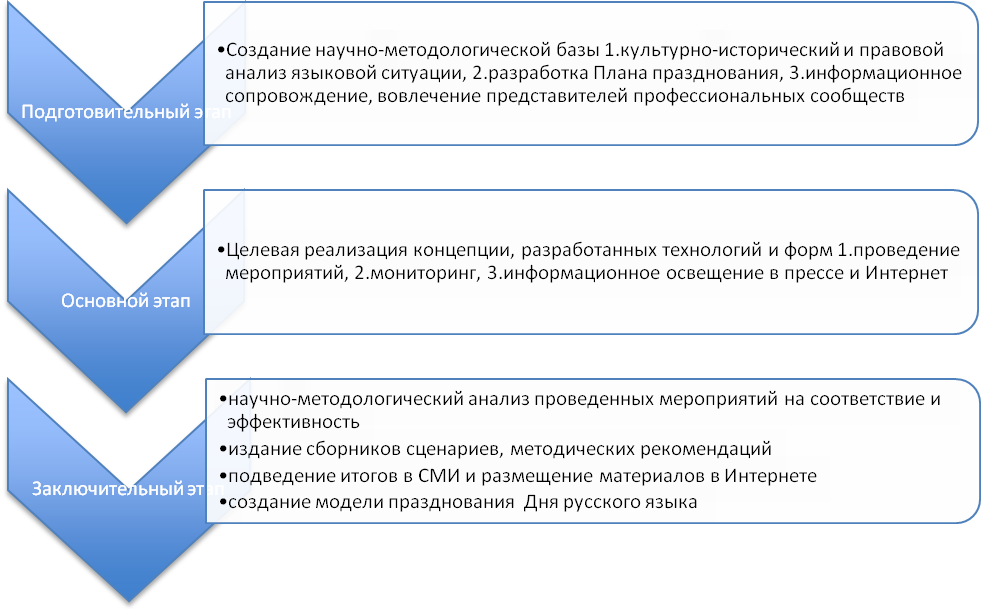 Подготовительный этап
•Создание научно-методологической базы 1.культурно-исторический и правовой
анализ языковой ситуации, 2.разработка Плана празднования, 3.информационное
сопровождение, вовлечение представителей профессиональных сообществ
Основной этап
•Целевая реализация концепции, разработанных технологий и форм 1.проведение
мероприятий, 2.мониторинг, 3.информационное освещение в прессе и Интернет
Заключительный этап
•научно-методологический анализ проведенных мероприятий на соответствие и
эффективность
•издание сборников сценариев, методических рекомендаций
•подведение итогов в СМИ и размещение материалов в Интернете
•создание модели празднования  Дня русского языка